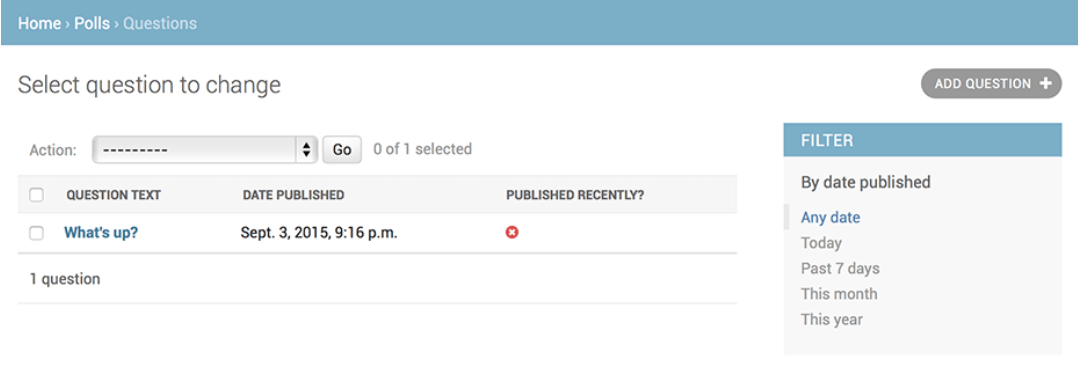 Home › Polls › Questions
Select question to change
ADD QUESTION +
Action: --------- Go 0 of 1 selected
QUESTION TEXT DATE PUBLISHED PUBLISHED RECENTLY?
What's up? Sept. 3, 2015, 9:16 p.m.
1 question
FILTER
By date published
Any date
Today
Past 7 days
This month
This year